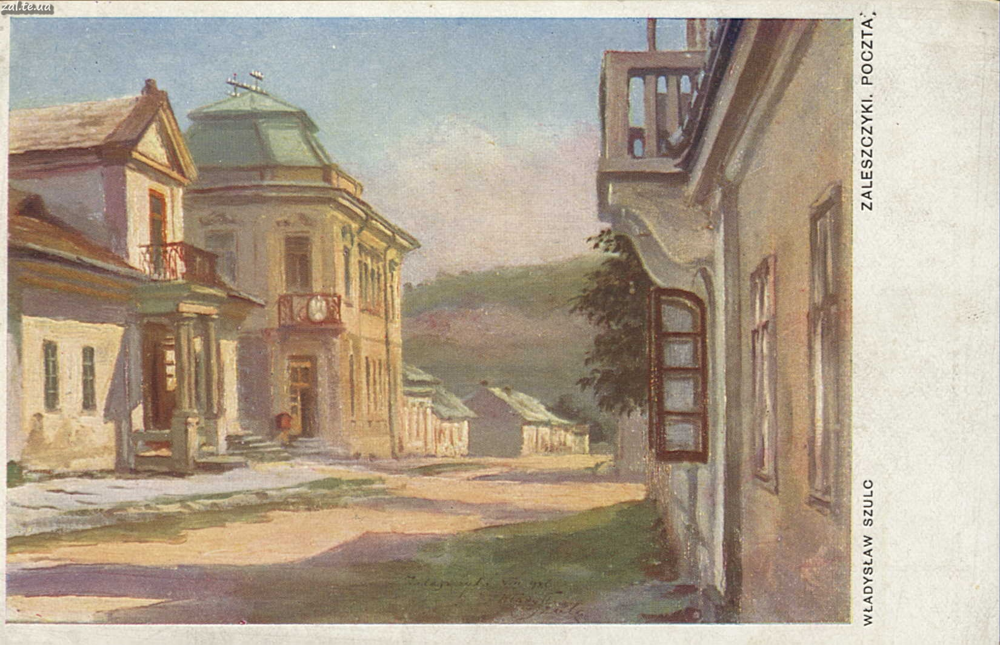 zal.te.ua
ZALESZCZYKI. POCZTA,
WŁADYSŁAW SZULC